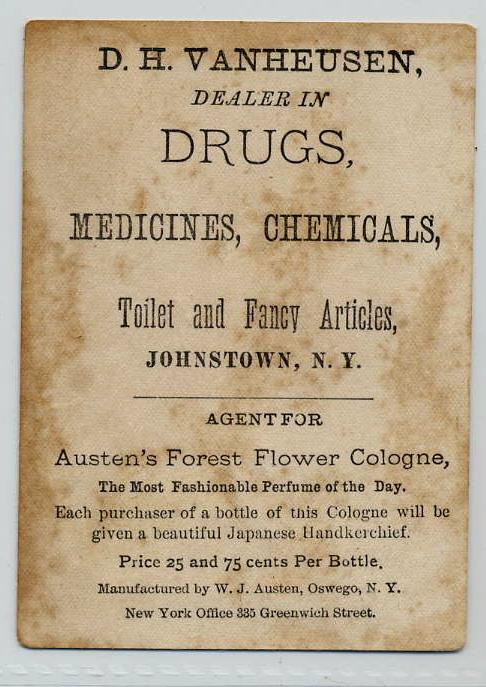 D. H. VANHEUSEN,
DEALER IN
DRUGS,
MEDICINES, CHEMICALS,
Toilet and Fancy Articles,
JOHNSTOWN, N. Y.
AGENT FOR
Austen's Forest Flower Cologne,
The Most Fashionable Perfume of the Day.
Each purchaser of a bottle of this Cologne will be
given a beautiful Japanese Handkerchief.
Price 25 and 75 cents Per Bottle.
Manufactured by W. J. Austen, Oswego, N. Y.
New York Office 335 Greenwich Street.